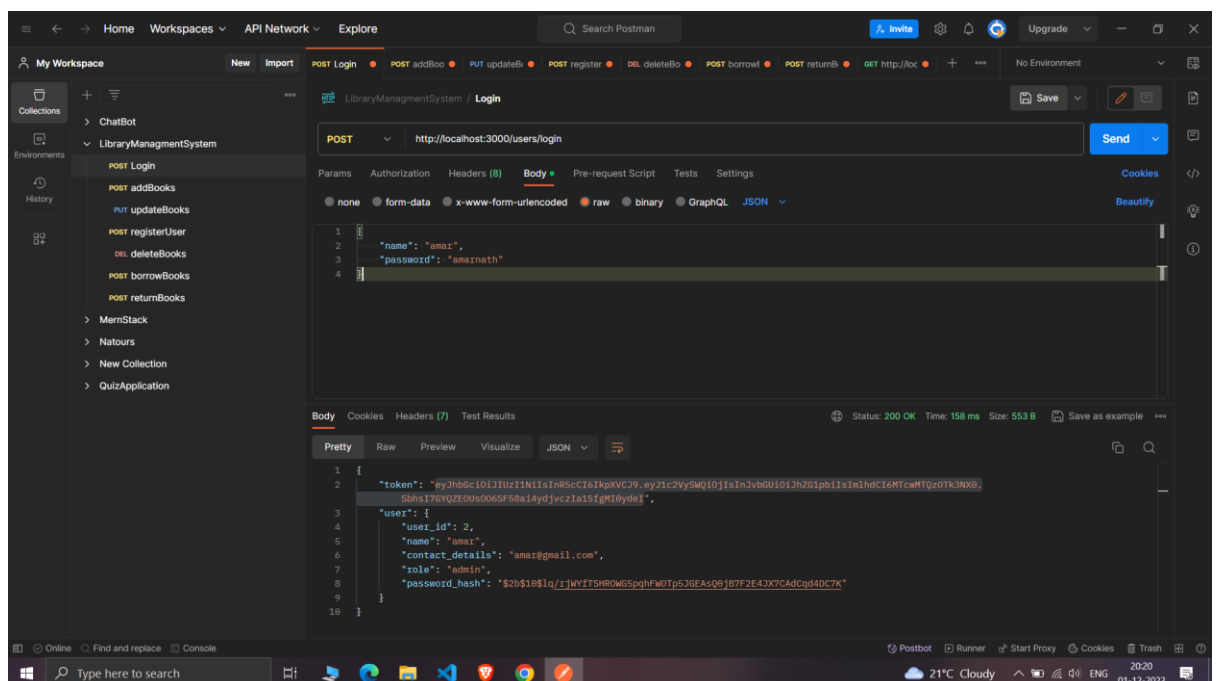 Home Workspaces API Network Explore Search Postman Invite Upgrade
My Workspace New Import POST Login POST addBoo PUT updateB POST register DEL deleteBo POST borrowl POST returnB GET http://loc No Environment
Collections
Environments
History
ChatBot
LibraryManagmentSystem
POST Login
POST addBooks
PUT updateBooks
POST registerUser
DEL deleteBooks
POST borrowBooks
POST returnBooks
MernStack
Natours
New Collection
QuizApplication
HTTP LibraryManagmentSystem / Login Save
POST http://localhost:3000/users/login Send
Params Authorization Headers (8) Body Pre-request Script Tests Settings Cookies
none form-data x-www-form-urlencoded raw binary GraphQL JSON Beautify
1 {
2 "name": "amar",
3 "password": "amarnath"
4 }
Body Cookies Headers (7) Test Results Status: 200 OK Time: 158 ms Size: 553 B Save as example
Pretty Raw Preview Visualize JSON
1 {
2 "token":
3 "user": {
4 "user_id": 2,
5 "name": "amar",
6 "contact_details": "amar@gmail.com",
7 "role": "admin",
8 "password_hash":
9 }
10 }
Online Find and replace Console Postbot Runner Start Proxy Cookies Trash
Type here to search 21°C Cloudy ENG 20:20
01-12-2023